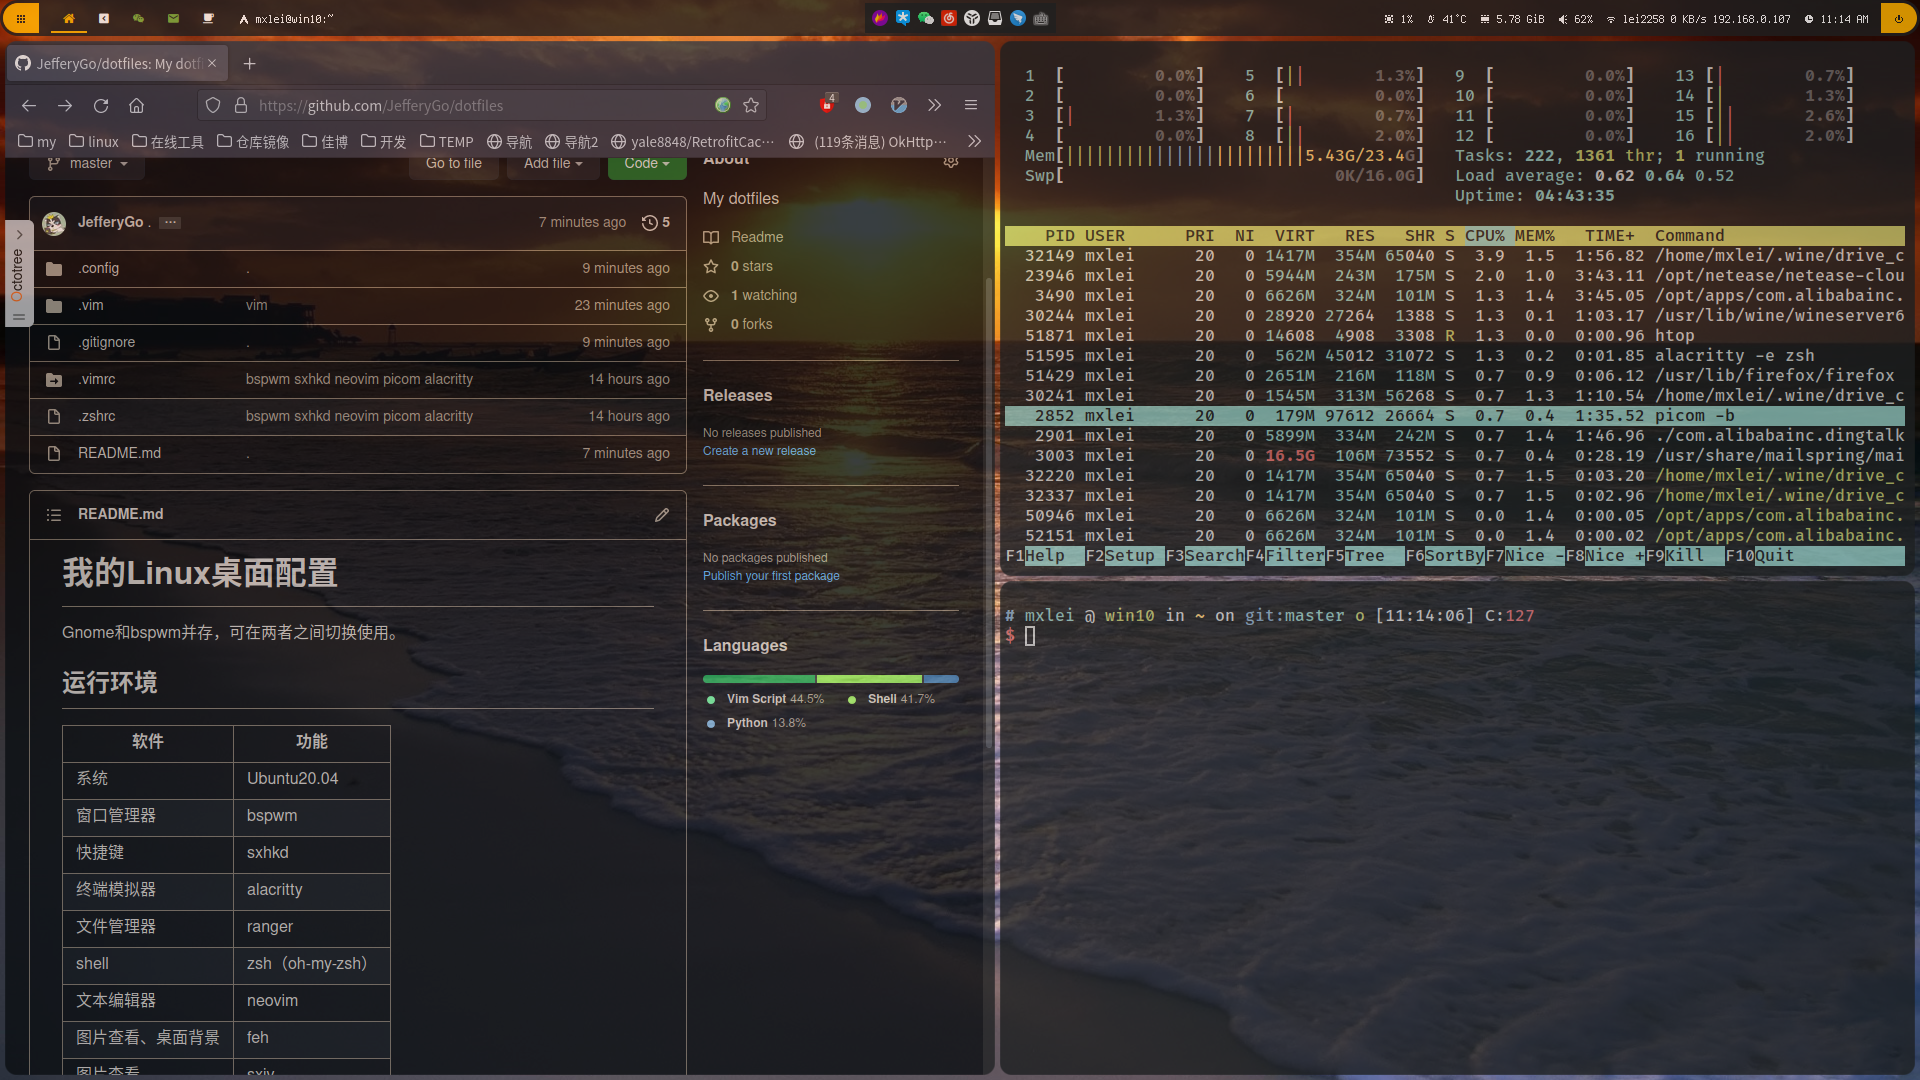 mxlei@win10:~
1%
41°C
5.78 GiB
62%
lei2258 0 KB/s 192.168.0.107
11:14 AM
JefferyGo/dotfiles: My dotf
https://github.com/JefferyGo/dotfiles
4
my
linux
在线工具
仓库镜像
佳博
开发
TEMP
导航
导航2
yale8848/RetrofitCac···
(119条消息) OkHttp···
master
Go to file
Add file
Code
About
Octotree
JefferyGo .
7 minutes ago
5
.config . 9 minutes ago
.vim vim 23 minutes ago
.gitignore . 9 minutes ago
.vimrc bspwm sxhkd neovim picom alacritty 14 hours ago
.zshrc bspwm sxhkd neovim picom alacritty 14 hours ago
README.md . 7 minutes ago
README.md
我的Linux桌面配置
Gnome和bspwm并存，可在两者之间切换使用。
运行环境
软件 功能
系统 Ubuntu20.04
窗口管理器 bspwm
快捷键 sxhkd
终端模拟器 alacritty
文件管理器 ranger
shell zsh（oh-my-zsh）
文本编辑器 neovim
图片查看、桌面背景 feh
图片查看 sxiv
My dotfiles
Readme
0 stars
1 watching
0 forks
Releases
No releases published
Create a new release
Packages
No packages published
Publish your first package
Languages
Vim Script 44.5%
Shell 41.7%
Python 13.8%
1 [ 0.0%] 5 [|| 1.3%] 9 [ 0.0%] 13 [| 0.7%]
2 [ 0.0%] 6 [ 0.0%] 10 [ 0.0%] 14 [| 1.3%]
3 [| 1.3%] 7 [| 0.7%] 11 [ 0.0%] 15 [|| 2.6%]
4 [ 0.0%] 8 [|| 2.0%] 12 [ 0.0%] 16 [|| 2.0%]
Mem[||||||||||||||||||||||||5.43G/23.4G] Tasks: 222, 1361 thr; 1 running
Swp[ 0K/16.0G] Load average: 0.62 0.64 0.52
Uptime: 04:43:35
PID USER PRI NI VIRT RES SHR S CPU% MEM% TIME+ Command
32149 mxlei 20 0 1417M 354M 65040 S 3.9 1.5 1:56.82 /home/mxlei/.wine/drive_c
23946 mxlei 20 0 5944M 243M 175M S 2.0 1.0 3:43.11 /opt/netease/netease-clou
3490 mxlei 20 0 6626M 324M 101M S 1.3 1.4 3:45.05 /opt/apps/com.alibabainc.
30244 mxlei 20 0 28920 27264 1388 S 1.3 0.1 1:03.17 /usr/lib/wine/wineserver6
51871 mxlei 20 0 14608 4908 3308 R 1.3 0.0 0:00.96 htop
51595 mxlei 20 0 562M 45012 31072 S 1.3 0.2 0:01.85 alacritty -e zsh
51429 mxlei 20 0 2651M 216M 118M S 0.7 0.9 0:06.12 /usr/lib/firefox/firefox
30241 mxlei 20 0 1545M 313M 56268 S 0.7 1.3 1:10.54 /home/mxlei/.wine/drive_c
2852 mxlei 20 0 179M 97612 26664 S 0.7 0.4 1:35.52 picom -b
2901 mxlei 20 0 5899M 334M 242M S 0.7 1.4 1:46.96 ./com.alibabainc.dingtalk
3003 mxlei 20 0 16.5G 106M 73552 S 0.7 0.4 0:28.19 /usr/share/mailspring/mai
32220 mxlei 20 0 1417M 354M 65040 S 0.7 1.5 0:03.20 /home/mxlei/.wine/drive_c
32337 mxlei 20 0 1417M 354M 65040 S 0.7 1.5 0:02.96 /home/mxlei/.wine/drive_c
50946 mxlei 20 0 6626M 324M 101M S 0.0 1.4 0:00.05 /opt/apps/com.alibabainc.
52151 mxlei 20 0 6626M 324M 101M S 0.0 1.4 0:00.02 /opt/apps/com.alibabainc.
F1Help F2Setup F3SearchF4FilterF5Tree F6SortByF7Nice -F8Nice +F9Kill F10Quit
# mxlei @ win10 in ~ on git:master o [11:14:06] C:127
$